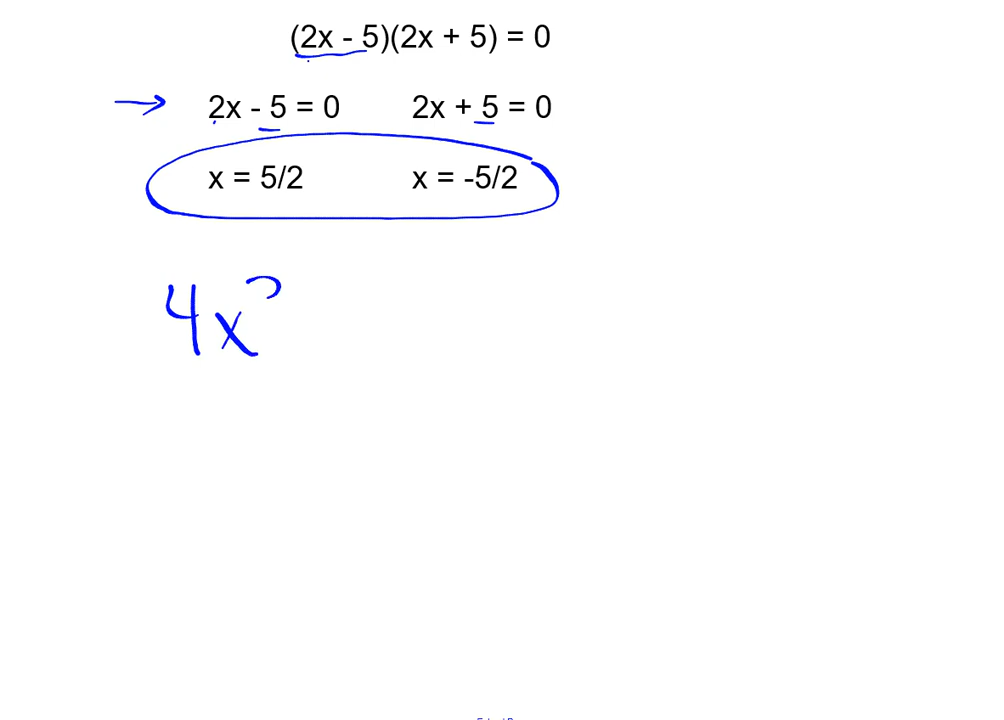 (2x - 5)(2x + 5) = 0
2x - 5 = 0 2x + 5 = 0
x = 5/2 x = -5/2
4x